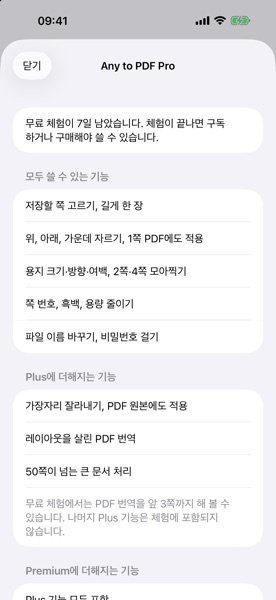 09:41
닫기
Any to PDF Pro
무료 체험이 7일 남았습니다. 체험이 끝나면 구독
하거나 구매해야 쓸 수 있습니다.
모두 쓸 수 있는 기능
저장할 쪽 고르기, 길게 한 장
위, 아래, 가운데 자르기, 1쪽 PDF에도 적용
용지 크기·방향·여백, 2쪽·4쪽 모아찍기
쪽 번호, 흑백, 용량 줄이기
파일 이름 바꾸기, 비밀번호 걸기
Plus에 더해지는 기능
가장자리 잘라내기, PDF 원본에도 적용
레이아웃을 살린 PDF 번역
50쪽이 넘는 큰 문서 처리
무료 체험에서는 PDF 번역을 앞 3쪽까지 해 볼 수
있습니다. 나머지 Plus 기능은 체험에 포함되지
않습니다.
Premium에 더해지는 기능
Plus 기능 모두 포함